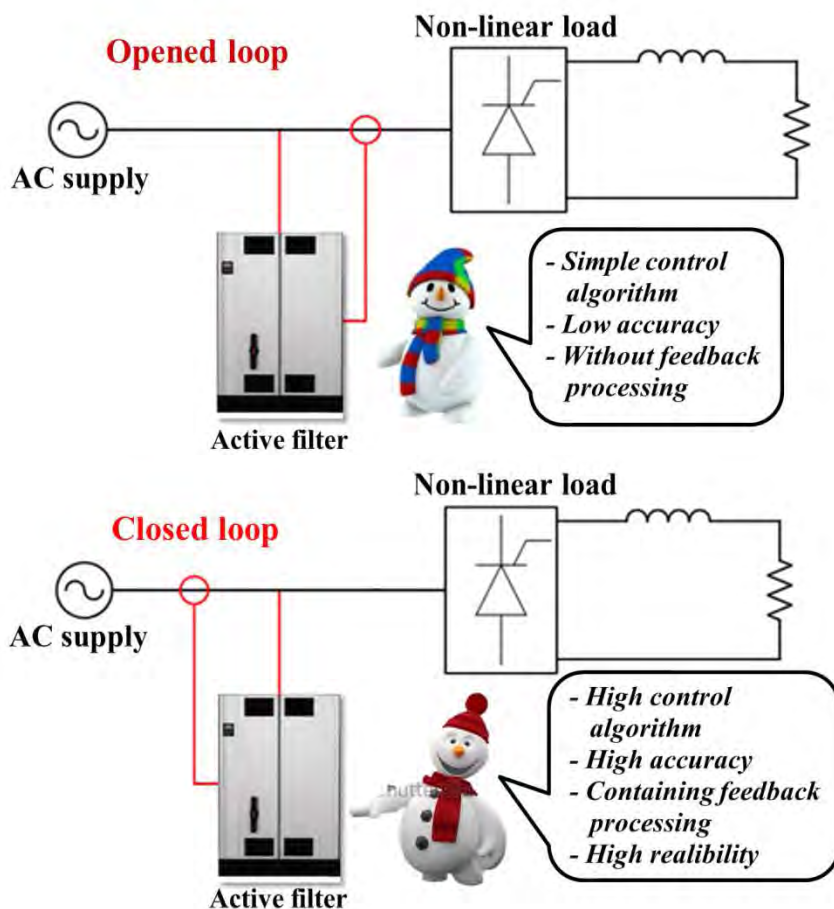 Non-linear load
Opened loop
AC supply
- Simple control
algorithm
- Low accuracy
- Without feedback
processing
Active filter
Non-linear load
Closed loop
AC supply
- High control
algorithm
- High accuracy
- Containing feedback
processing
- High realibility
Active filter